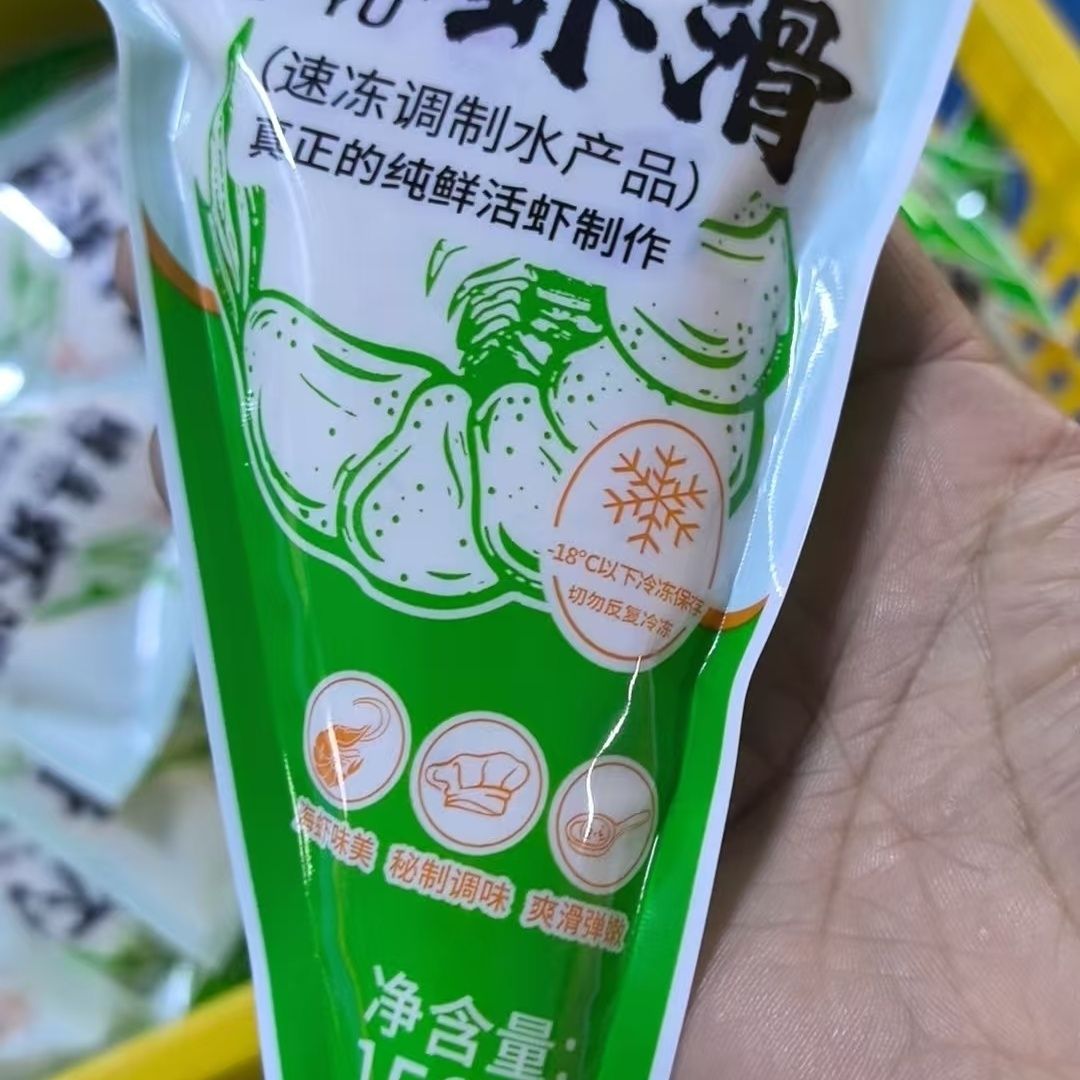 虾滑
（速冻调制水产品）
真正的纯鲜活虾制作
-18℃以下冷冻保存
切勿反复冷冻
海虾味美 秘制调味 爽滑弹嫩
净含量: